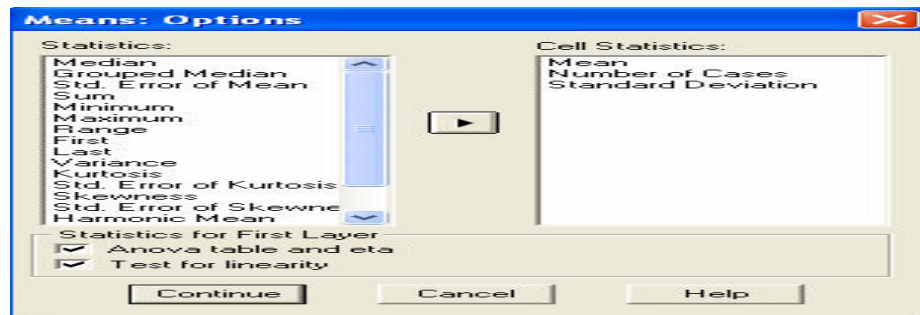 Means: Options
Statistics:
Median
Grouped Median
Std. Error of Mean
Sum
Minimum
Maximum
Range
First
Last
Variance
Kurtosis
Std. Error of Kurtosis
Skewness
Std. Error of Skewne
Harmonic Mean
Cell Statistics:
Mean
Number of Cases
Standard Deviation
Statistics for First Layer
Anova table and eta
Test for linearity
Continue
Cancel
Help